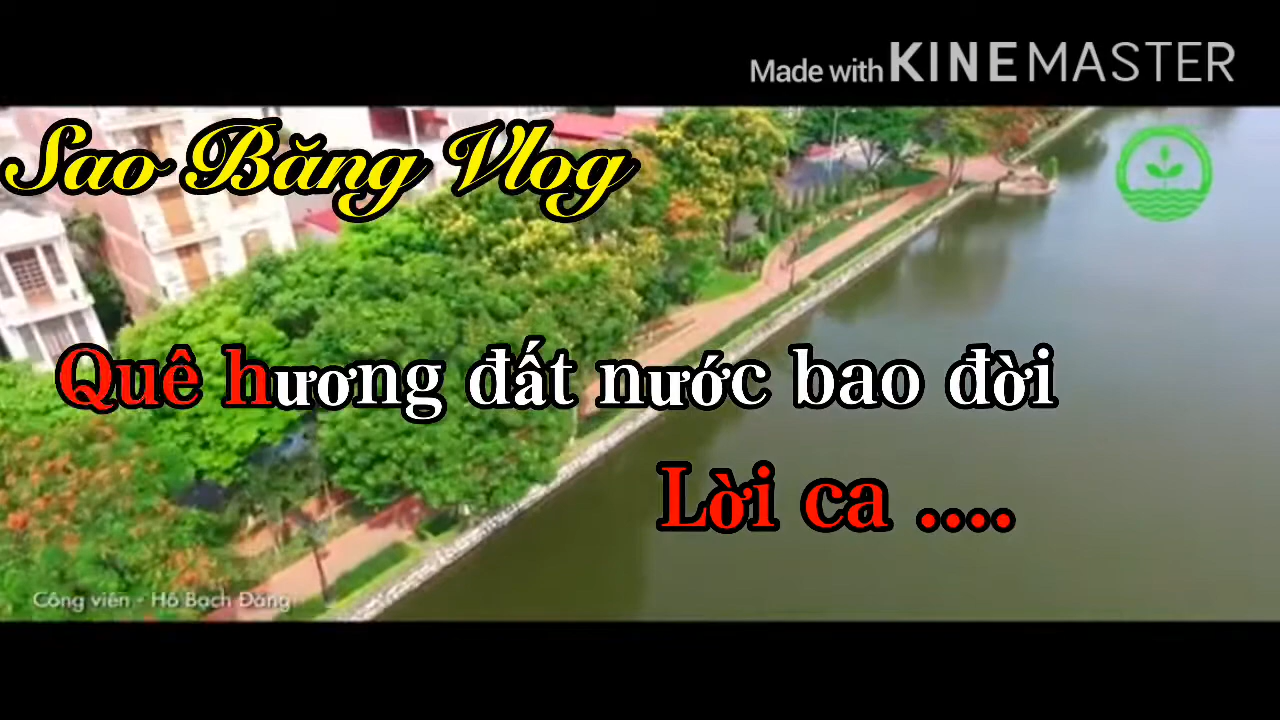 Made with KINEMASTER
Sao Băng Vlog
Quê hương đất nước bao đời
Lời ca ....
Công viên - Hồ Bạch Đằng